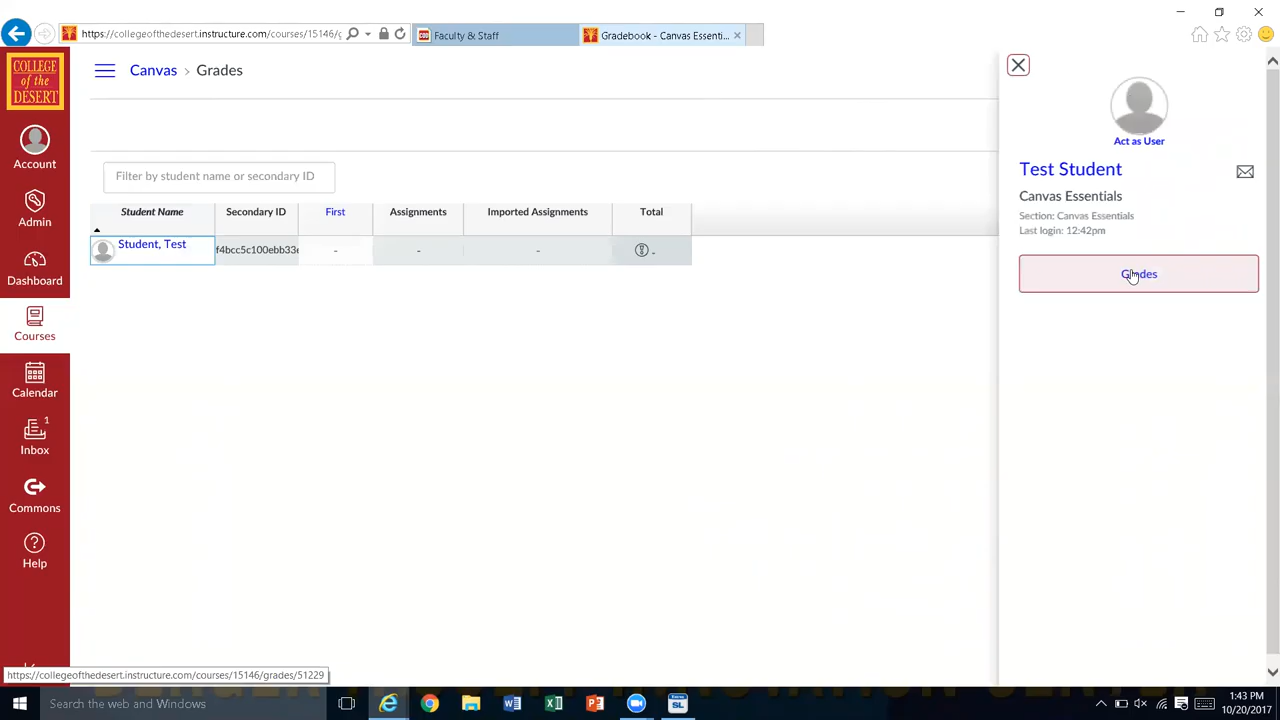 https://collegeofthedesert.instructure.com/courses/15146/g
Faculty & Staff
Gradebook - Canvas Essenti...
COLLEGE
of the
DESERT
Canvas > Grades
Account
Admin
Dashboard
Courses
Calendar
1
Inbox
Commons
Help
Filter by student name or secondary ID
Student Name Secondary ID First Assignments Imported Assignments Total
Student, Test f4bcc5c100ebb33e - - - -
Act as User
Test Student
Canvas Essentials
Section: Canvas Essentials
Last login: 12:42pm
Grades
https://collegeofthedesert.instructure.com/courses/15146/grades/51229
Search the web and Windows
SL
1:43 PM
10/20/2017